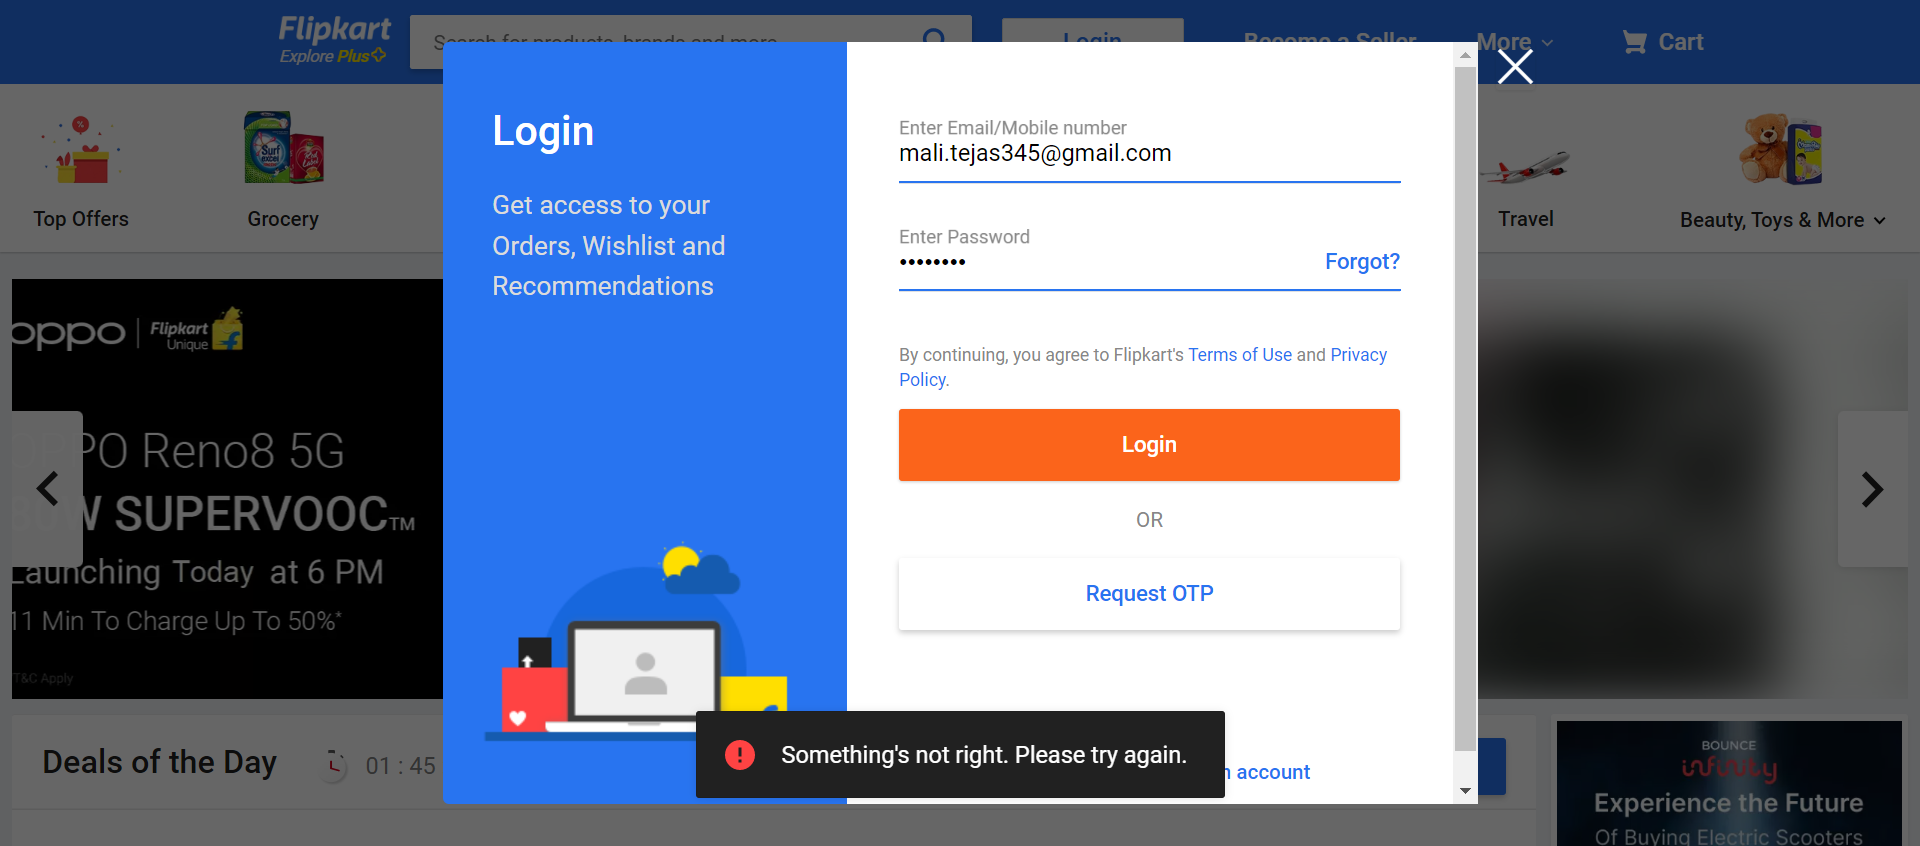 Flipkart
Explore Plus
Search for products, brands and more
Login
Become a Seller
More
Cart
Top Offers
Grocery
Travel
Beauty, Toys & More
Login
Get access to your
Orders, Wishlist and
Recommendations
Enter Email/Mobile number
mali.tejas345@gmail.com
Enter Password
••••••••
Forgot?
By continuing, you agree to Flipkart's Terms of Use and Privacy
Policy.
Login
OR
Request OTP
oppo
Flipkart
Unique
OPPO Reno8 5G
80W SUPERVOOC™
Launching Today at 6 PM
11 Min To Charge Up To 50%*
T&C Apply
Something's not right. Please try again.
account
Deals of the Day
01 : 45
BOUNCE
infinity
Experience the Future
Of Buying Electric Scooters